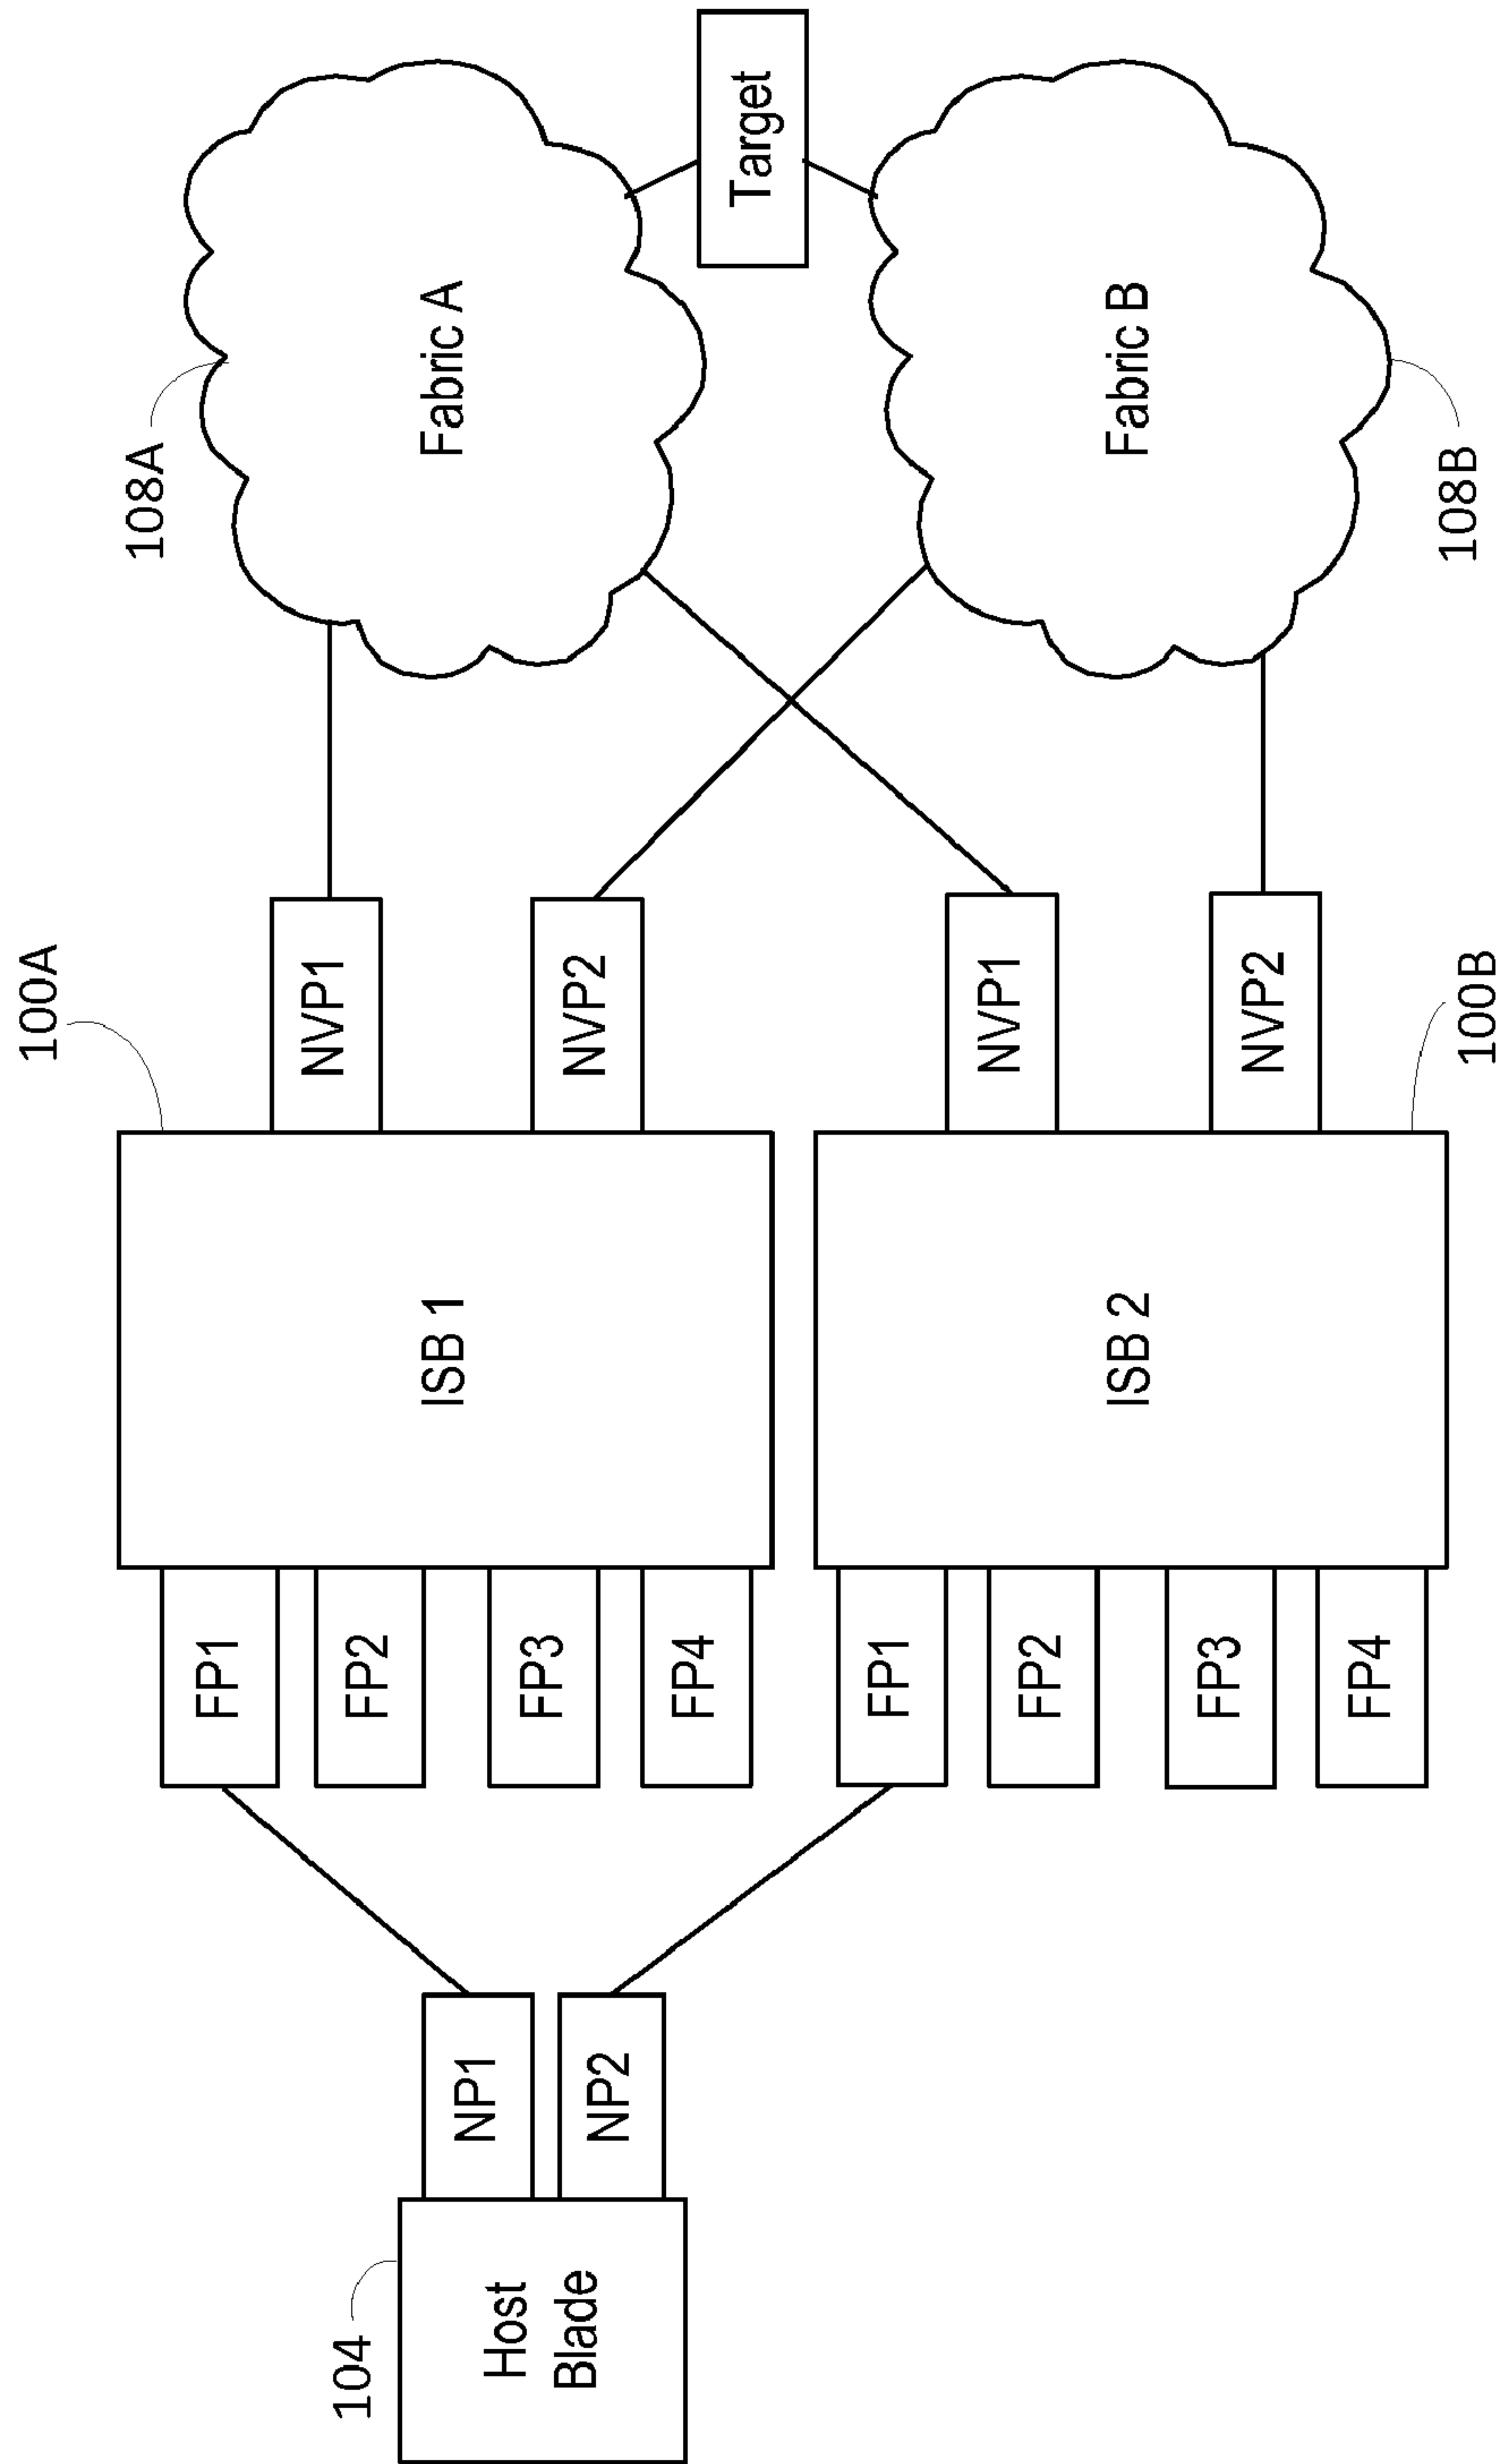 104
Host
Blade
NP1
NP2
FP1
FP2
FP3
FP4
FP1
FP2
FP3
FP4
100A
ISB 1
ISB 2
100B
NVP1
NVP2
NVP1
NVP2
108A
Fabric A
Fabric B
108B
Target